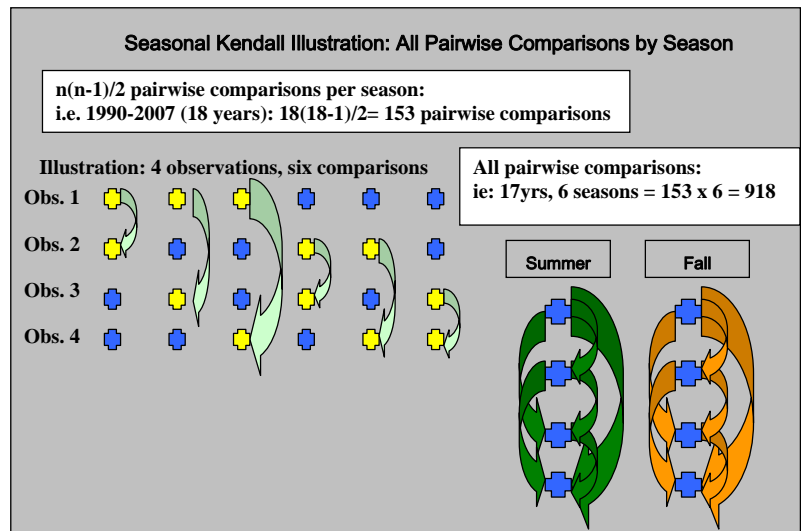 Seasonal Kendall Illustration: All Pairwise Comparisons by Season
n(n-1)/2 pairwise comparisons per season:
i.e. 1990-2007 (18 years): 18(18-1)/2= 153 pairwise comparisons
Illustration: 4 observations, six comparisons
All pairwise comparisons:
ie: 17yrs, 6 seasons = 153 x 6 = 918
Obs. 1
Obs. 2
Obs. 3
Obs. 4
Summer
Fall